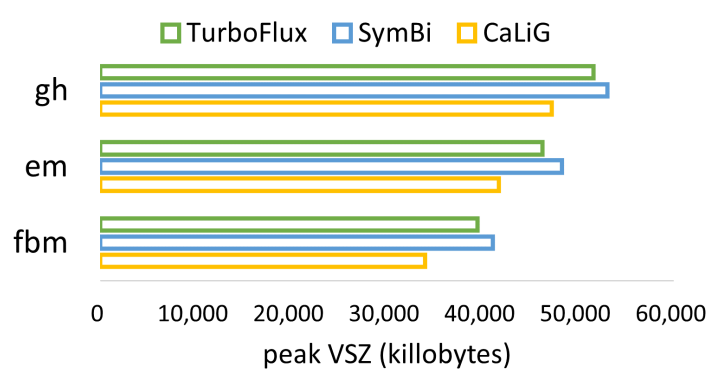 TurboFlux SymBi CaLiG
gh
em
fbm
0 10,000 20,000 30,000 40,000 50,000 60,000
peak VSZ (killobytes)